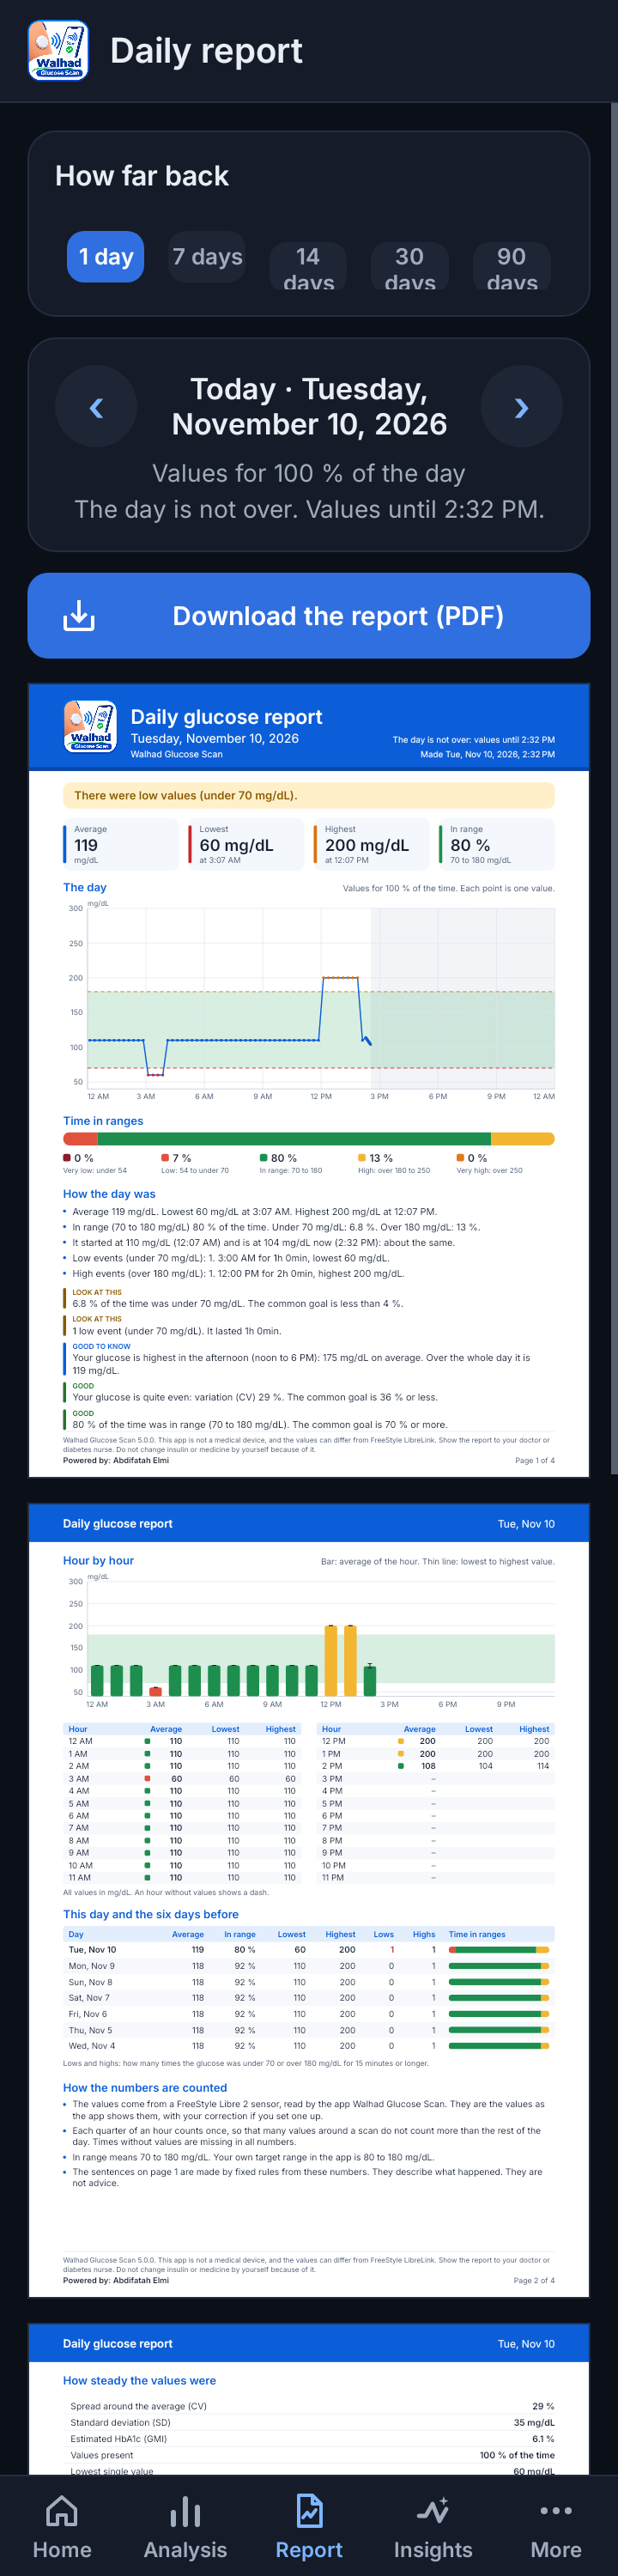 Walhad
Glucose Scan
Daily report
How far back
1 day
7 days
14 days
30 days
90 days
‹
Today · Tuesday,
November 10, 2026
›
Values for 100 % of the day
The day is not over. Values until 2:32 PM.
Download the report (PDF)
Walhad
Glucose Scan
Daily glucose report
Tuesday, November 10, 2026
Walhad Glucose Scan
The day is not over: values until 2:32 PM
Made Tue, Nov 10, 2026, 2:32 PM
There were low values (under 70 mg/dL).
Average
119
mg/dL
Lowest
60 mg/dL
at 3:07 AM
Highest
200 mg/dL
at 12:07 PM
In range
80 %
70 to 180 mg/dL
The day
Values for 100 % of the time. Each point is one value.
mg/dL
300
250
200
150
100
50
12 AM 3 AM 6 AM 9 AM 12 PM 3 PM 6 PM 9 PM 12 AM
Time in ranges
0 % 7 % 80 % 13 % 0 %
Very low: under 54 Low: 54 to under 70 In range: 70 to 180 High: over 180 to 250 Very high: over 250
How the day was
• Average 119 mg/dL. Lowest 60 mg/dL at 3:07 AM. Highest 200 mg/dL at 12:07 PM.
• In range (70 to 180 mg/dL) 80 % of the time. Under 70 mg/dL: 6.8 %. Over 180 mg/dL: 13 %.
• It started at 110 mg/dL (12:07 AM) and is at 104 mg/dL now (2:32 PM): about the same.
• Low events (under 70 mg/dL): 1. 3:00 AM for 1h 0min, lowest 60 mg/dL.
• High events (over 180 mg/dL): 1. 12:00 PM for 2h 0min, highest 200 mg/dL.
LOOK AT THIS
6.8 % of the time was under 70 mg/dL. The common goal is less than 4 %.
LOOK AT THIS
1 low event (under 70 mg/dL). It lasted 1h 0min.
GOOD TO KNOW
Your glucose is highest in the afternoon (noon to 6 PM): 175 mg/dL on average. Over the whole day it is
119 mg/dL.
GOOD
Your glucose is quite even: variation (CV) 29 %. The common goal is 36 % or less.
GOOD
80 % of the time was in range (70 to 180 mg/dL). The common goal is 70 % or more.
Walhad Glucose Scan 5.0.0. This app is not a medical device, and the values can differ from FreeStyle LibreLink. Show the report to your doctor or
diabetes nurse. Do not change insulin or medicine by yourself because of it.
Powered by: Abdifatah Elmi
Page 1 of 4
Daily glucose report
Tue, Nov 10
Hour by hour
Bar: average of the hour. Thin line: lowest to highest value.
mg/dL
300
250
200
150
100
50
12 AM 3 AM 6 AM 9 AM 12 PM 3 PM 6 PM 9 PM
Hour Average Lowest Highest
12 AM 110 110 110
1 AM 110 110 110
2 AM 110 110 110
3 AM 60 60 60
4 AM 110 110 110
5 AM 110 110 110
6 AM 110 110 110
7 AM 110 110 110
8 AM 110 110 110
9 AM 110 110 110
10 AM 110 110 110
11 AM 110 110 110
Hour Average Lowest Highest
12 PM 200 200 200
1 PM 200 200 200
2 PM 108 104 114
3 PM –
4 PM –
5 PM –
6 PM –
7 PM –
8 PM –
9 PM –
10 PM –
11 PM –
All values in mg/dL. An hour without values shows a dash.
This day and the six days before
Day Average In range Lowest Highest Lows Highs Time in ranges
Tue, Nov 10 119 80 % 60 200 1 1
Mon, Nov 9 118 92 % 110 200 0 1
Sun, Nov 8 118 92 % 110 200 0 1
Sat, Nov 7 118 92 % 110 200 0 1
Fri, Nov 6 118 92 % 110 200 0 1
Thu, Nov 5 118 92 % 110 200 0 1
Wed, Nov 4 118 92 % 110 200 0 1
Lows and highs: how many times the glucose was under 70 or over 180 mg/dL for 15 minutes or longer.
How the numbers are counted
• The values come from a FreeStyle Libre 2 sensor, read by the app Walhad Glucose Scan. They are the values as
the app shows them, with your correction if you set one up.
• Each quarter of an hour counts once, so that many values around a scan do not count more than the rest of the
day. Times without values are missing in all numbers.
• In range means 70 to 180 mg/dL. Your own target range in the app is 80 to 180 mg/dL.
• The sentences on page 1 are made by fixed rules from these numbers. They describe what happened. They are
not advice.
Walhad Glucose Scan 5.0.0. This app is not a medical device, and the values can differ from FreeStyle LibreLink. Show the report to your doctor or
diabetes nurse. Do not change insulin or medicine by yourself because of it.
Powered by: Abdifatah Elmi
Page 2 of 4
Daily glucose report
Tue, Nov 10
How steady the values were
Spread around the average (CV) 29 %
Standard deviation (SD) 35 mg/dL
Estimated HbA1c (GMI) 6.1 %
Values present 100 % of the time
Lowest single value 60 mg/dL
Home
Analysis
Report
Insights
More